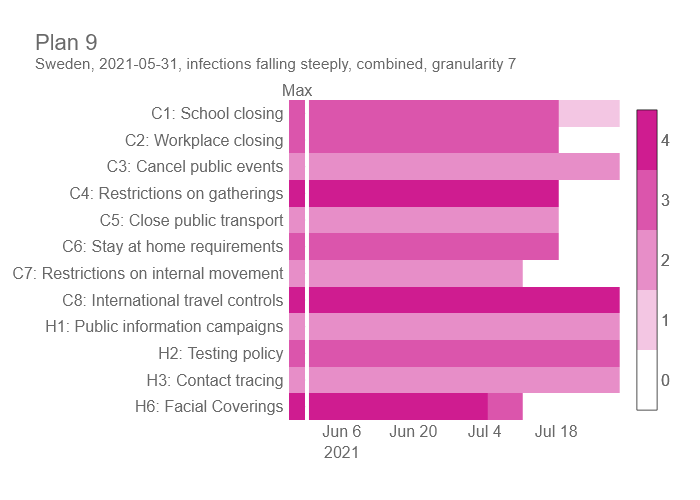 Plan 9
Sweden, 2021-05-31, infections falling steeply, combined, granularity 7
Max
C1: School closing
C2: Workplace closing
C3: Cancel public events
C4: Restrictions on gatherings
C5: Close public transport
C6: Stay at home requirements
C7: Restrictions on internal movement
C8: International travel controls
H1: Public information campaigns
H2: Testing policy
H3: Contact tracing
H6: Facial Coverings
4
3
2
1
0
Jun 6 Jun 20 Jul 4 Jul 18
2021